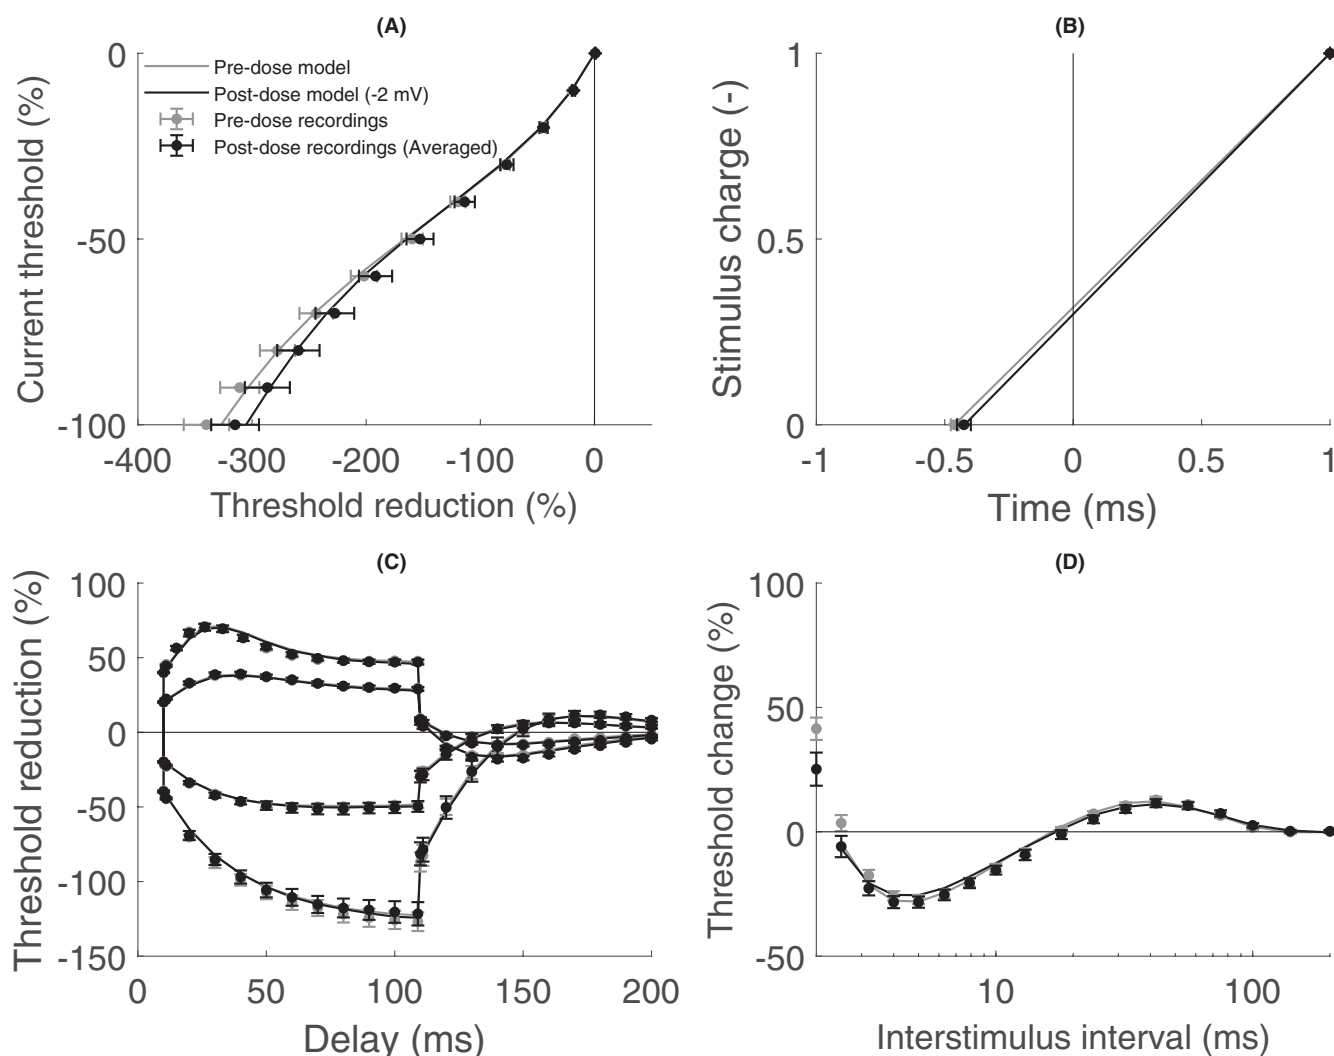 (A)
Current threshold (%)
0
-50
-100
Pre-dose model
Post-dose model (-2 mV)
Pre-dose recordings
Post-dose recordings (Averaged)
-400 -300 -200 -100 0
Threshold reduction (%)
(B)
Stimulus charge (-)
1
0.5
0
-1 -0.5 0 0.5 1
Time (ms)
(C)
Threshold reduction (%)
100
50
0
-50
-100
-150
0 50 100 150 200
Delay (ms)
(D)
Threshold change (%)
100
50
0
-50
10 100
Interstimulus interval (ms)